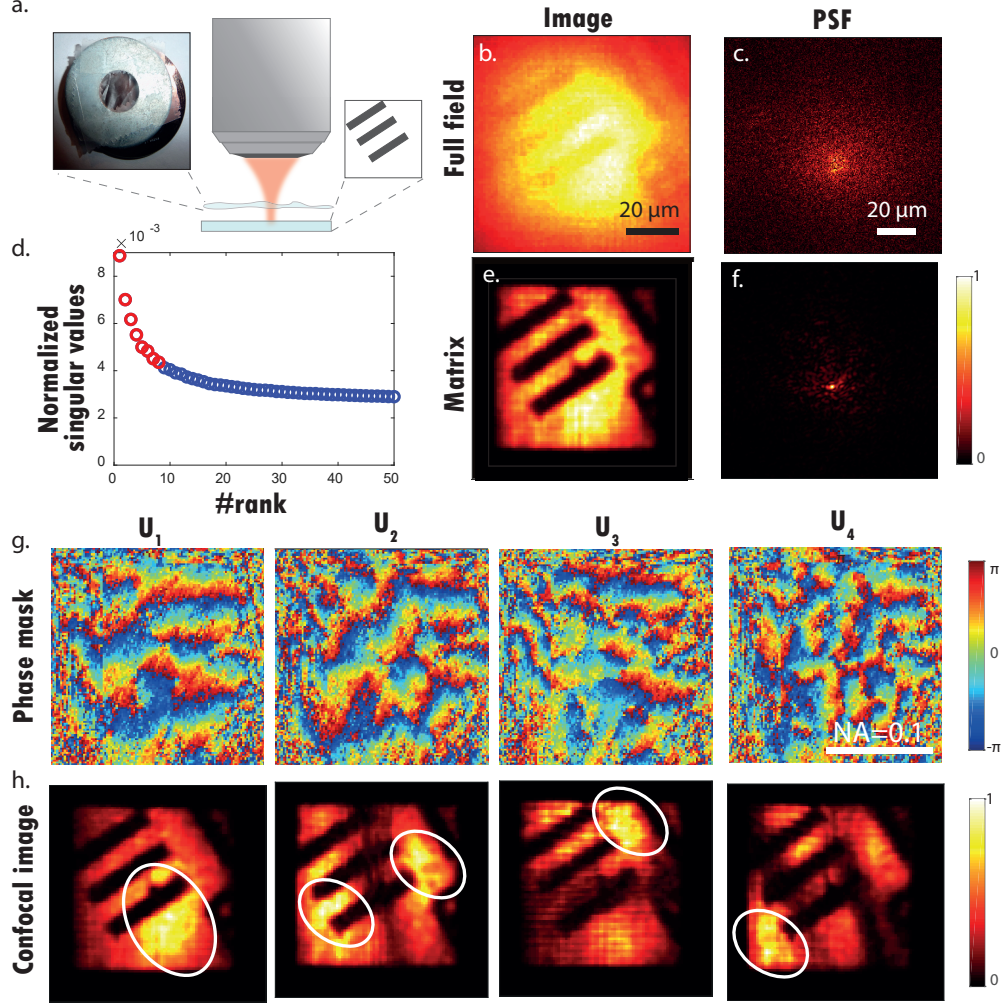 a.
Image
PSF
Full field
b.
20 µm
c.
20 µm
d.
× 10 -3
8
6
4
2
0
0
10
20
30
40
50
Normalized
singular values
#rank
Matrix
e.
f.
1
0
U1
U2
U3
U4
g.
Phase mask
NA=0.1
π
0
-π
h.
Confocal image
1
0